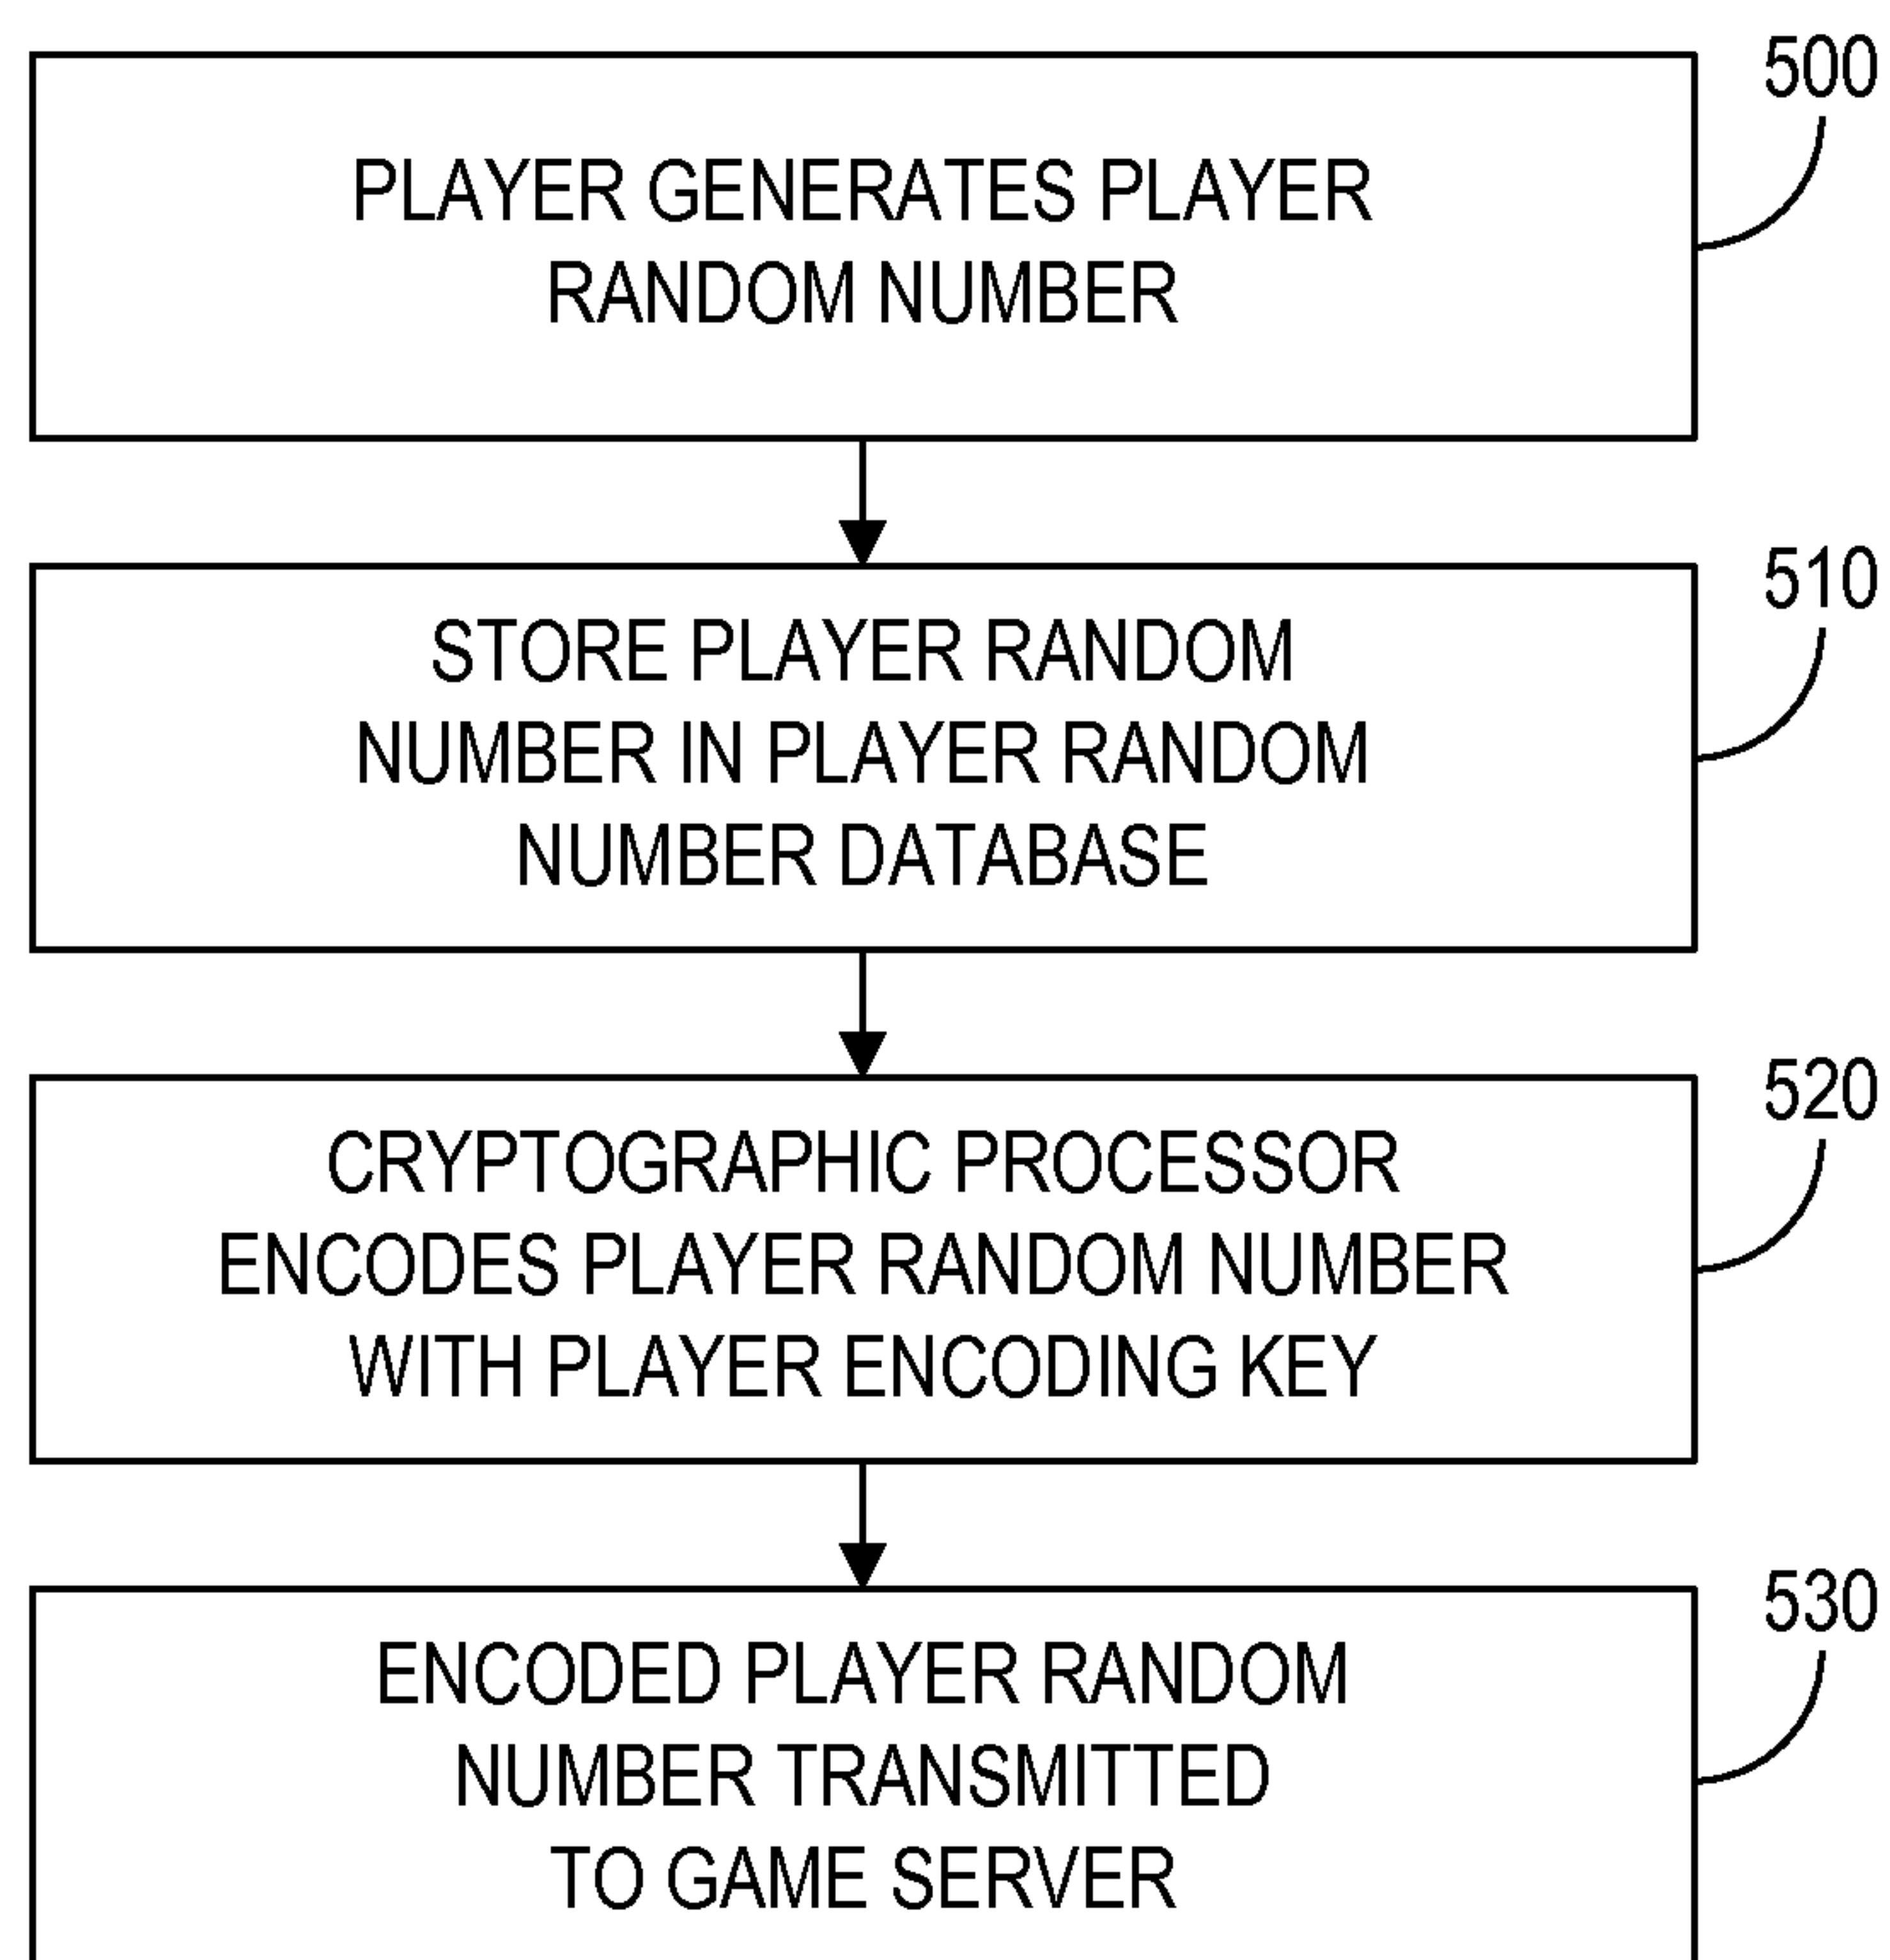 500
PLAYER GENERATES PLAYER
RANDOM NUMBER
510
STORE PLAYER RANDOM
NUMBER IN PLAYER RANDOM
NUMBER DATABASE
520
CRYPTOGRAPHIC PROCESSOR
ENCODES PLAYER RANDOM NUMBER
WITH PLAYER ENCODING KEY
530
ENCODED PLAYER RANDOM
NUMBER TRANSMITTED
TO GAME SERVER